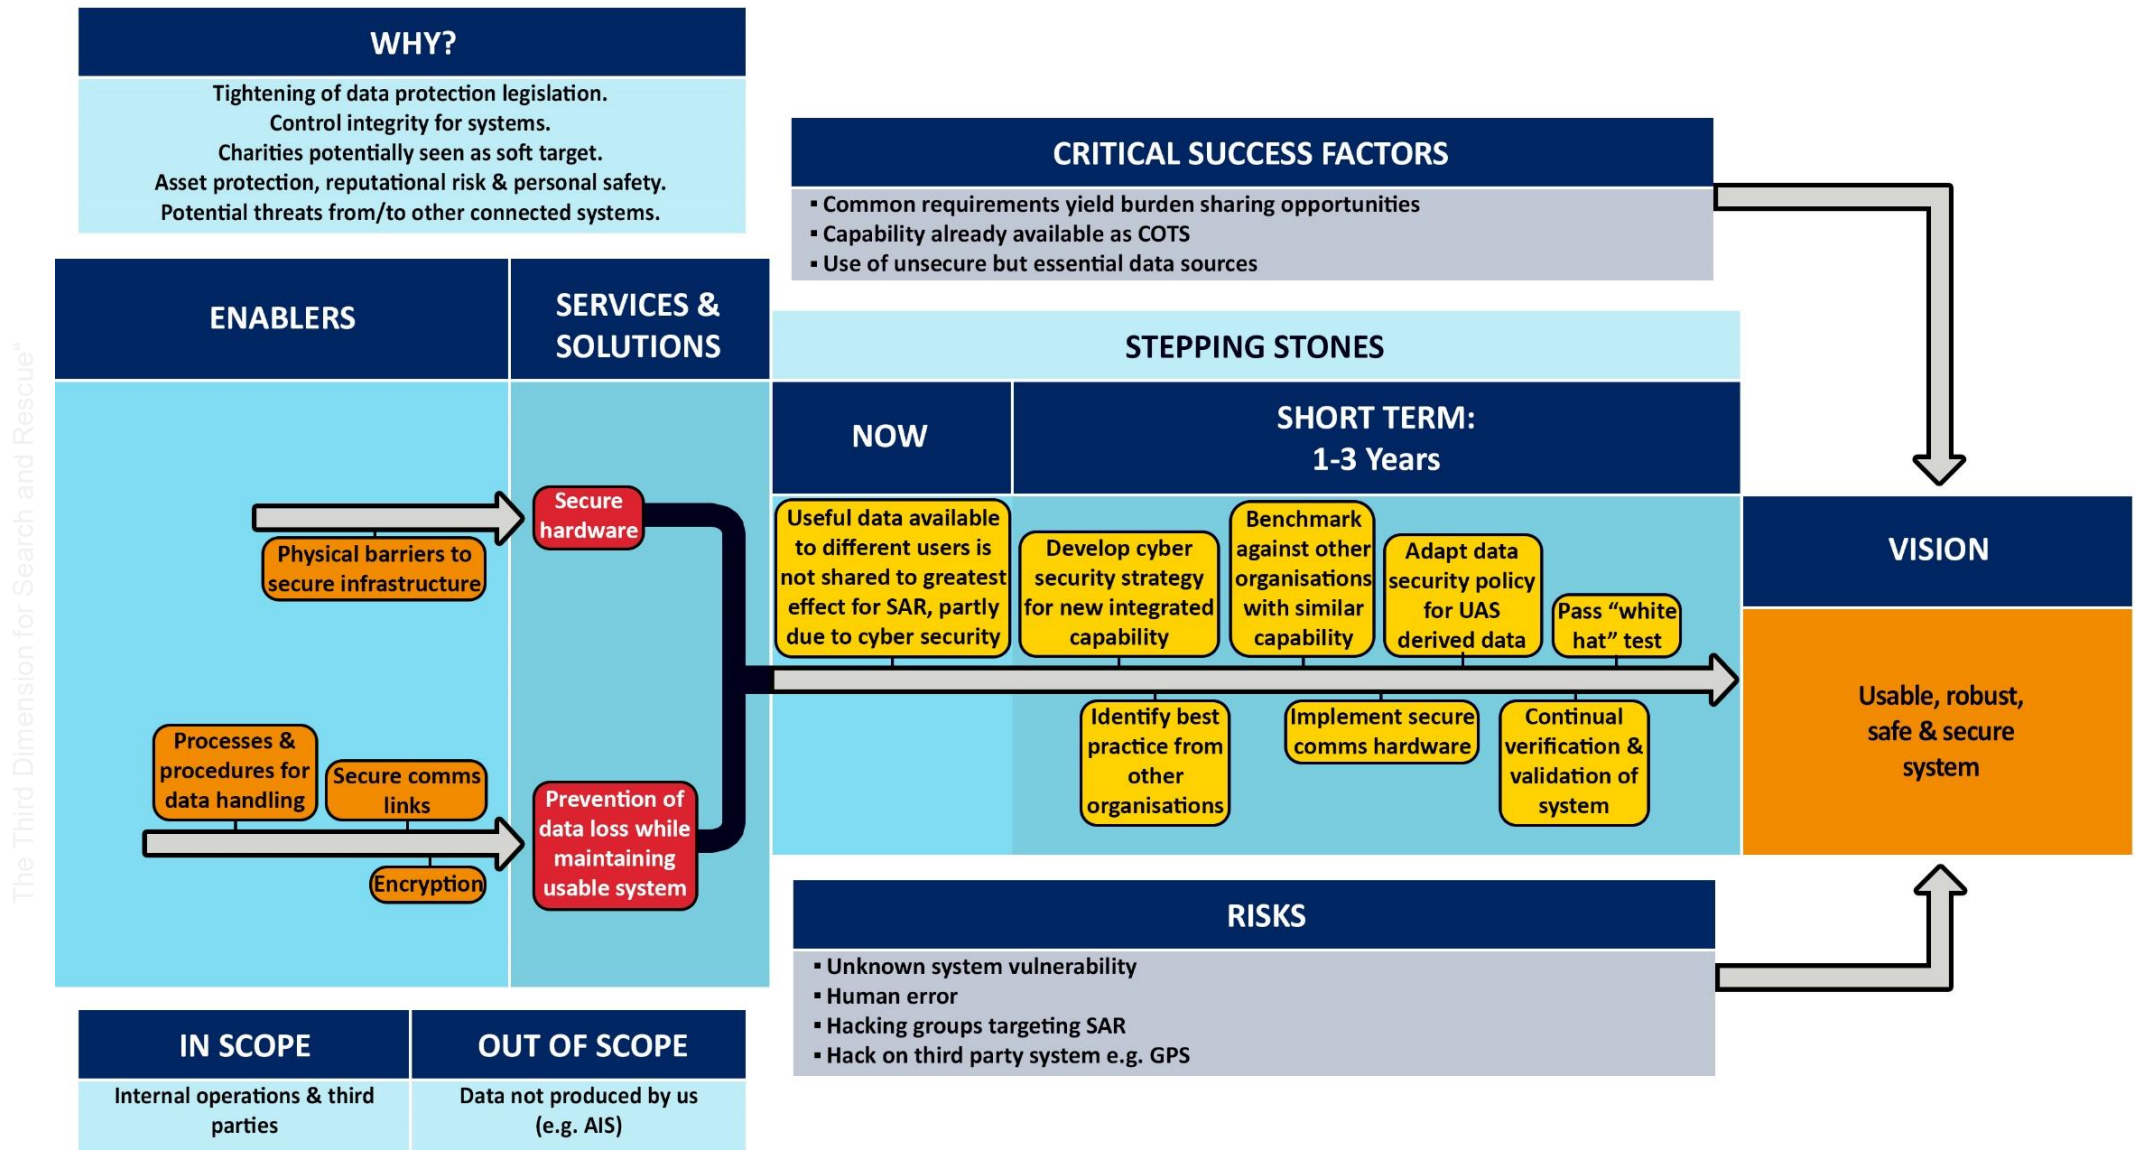 WHY?
Tightening of data protection legislation.
Control integrity for systems.
Charities potentially seen as soft target.
Asset protection, reputational risk & personal safety.
Potential threats from/to other connected systems.
CRITICAL SUCCESS FACTORS
▪ Common requirements yield burden sharing opportunities
▪ Capability already available as COTS
▪ Use of unsecure but essential data sources
ENABLERS
SERVICES &
SOLUTIONS
STEPPING STONES
NOW
SHORT TERM:
1-3 Years
Physical barriers to
secure infrastructure
Secure
hardware
Processes &
procedures for
data handling
Secure comms
links
Encryption
Prevention of
data loss while
maintaining
usable system
Useful data available
to different users is
not shared to greatest
effect for SAR, partly
due to cyber security
Develop cyber
security strategy
for new integrated
capability
Benchmark
against other
organisations
with similar
capability
Adapt data
security policy
for UAS
derived data
Pass “white
hat” test
Identify best
practice from
other
organisations
Implement secure
comms hardware
Continual
verification &
validation of
system
VISION
Usable, robust,
safe & secure
system
RISKS
▪ Unknown system vulnerability
▪ Human error
▪ Hacking groups targeting SAR
▪ Hack on third party system e.g. GPS
IN SCOPE
Internal operations & third
parties
OUT OF SCOPE
Data not produced by us
(e.g. AIS)
The Third Dimension for Search and Rescue"